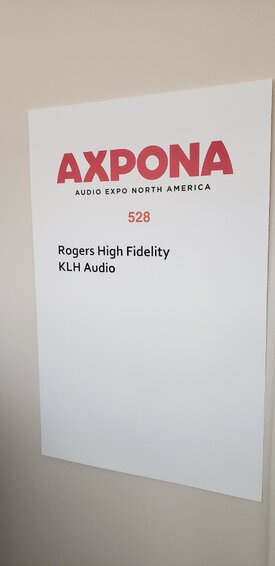 AXPONA
AUDIO EXPO NORTH AMERICA
528
Rogers High Fidelity
KLH Audio